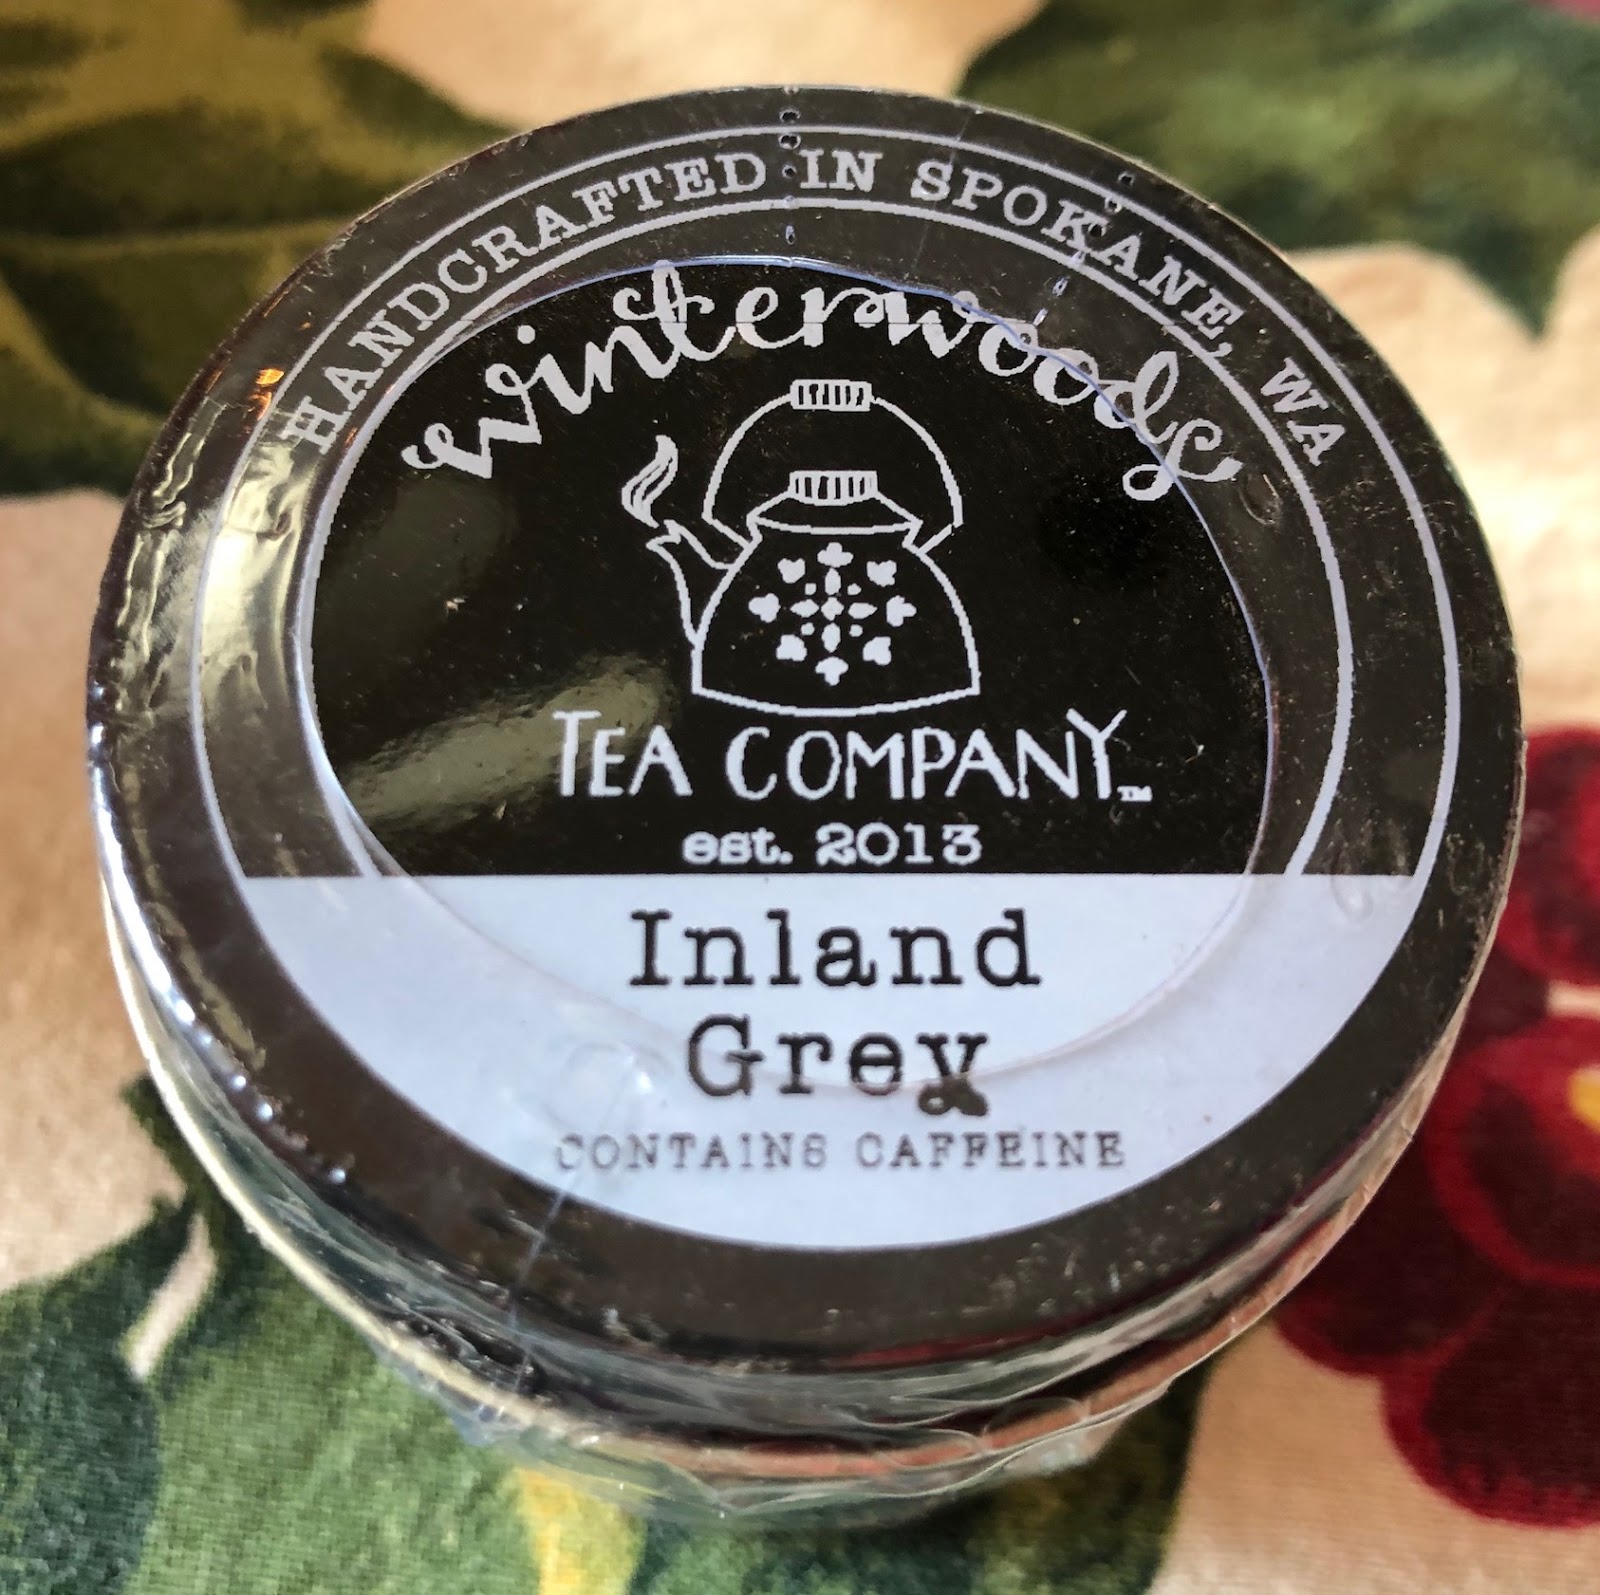 HANDCRAFTED IN SPOKANE, WA
winterwoods
TEA COMPANY™
est. 2013
Inland
Grey
CONTAINS CAFFEINE